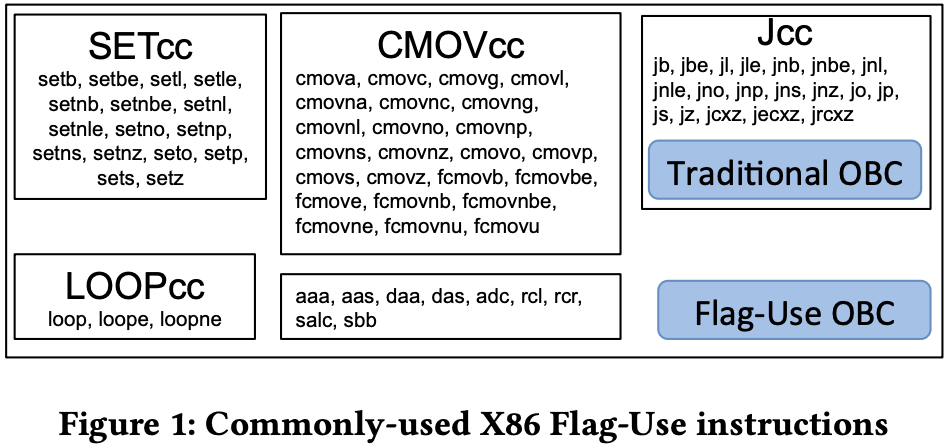 SETcc
setb, setbe, setl, setle,
setnb, setnbe, setnl,
setnle, setno, setnp,
setns, setnz, seto, setp,
sets, setz
CMOVcc
cmova, cmovc, cmovg, cmovl,
cmovna, cmovnc, cmovng,
cmovnl, cmovno, cmovnp,
cmovns, cmovnz, cmovo, cmovp,
cmovs, cmovz, fcmovb, fcmovbe,
fcmove, fcmovnb, fcmovnbe,
fcmovne, fcmovnu, fcmovu
Jcc
jb, jbe, jl, jle, jnb, jnbe, jnl,
jnle, jno, jnp, jns, jnz, jo, jp,
js, jz, jcxz, jecxz, jrcxz
Traditional OBC
LOOPcc
loop, loope, loopne
aaa, aas, daa, das, adc, rcl, rcr,
salc, sbb
Flag-Use OBC
Figure 1: Commonly-used X86 Flag-Use instructions